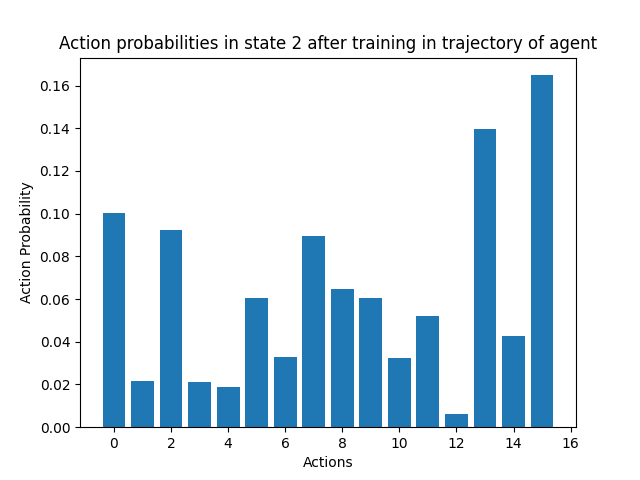 Action probabilities in state 2 after training in trajectory of agent
0.16
0.14
0.12
0.10
0.08
0.06
0.04
0.02
0.00
Action Probability
0 2 4 6 8 10 12 14 16
Actions